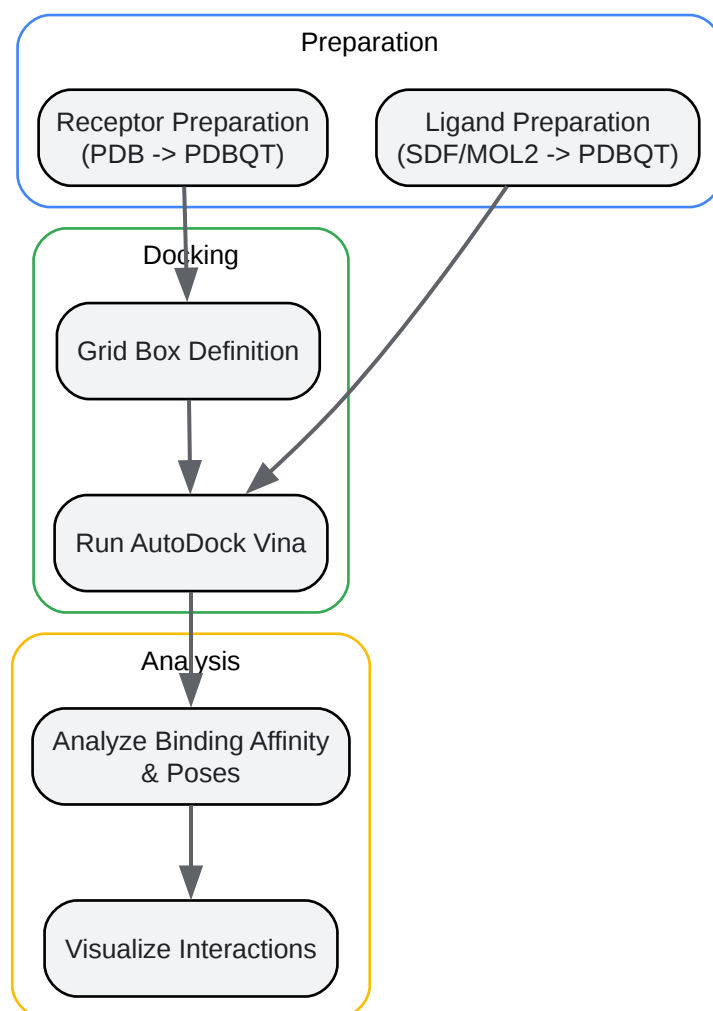 Preparation
Receptor Preparation
(PDB -> PDBQT)
Ligand Preparation
(SDF/MOL2 -> PDBQT)
Docking
Grid Box Definition
Run AutoDock Vina
Analysis
Analyze Binding Affinity
& Poses
Visualize Interactions